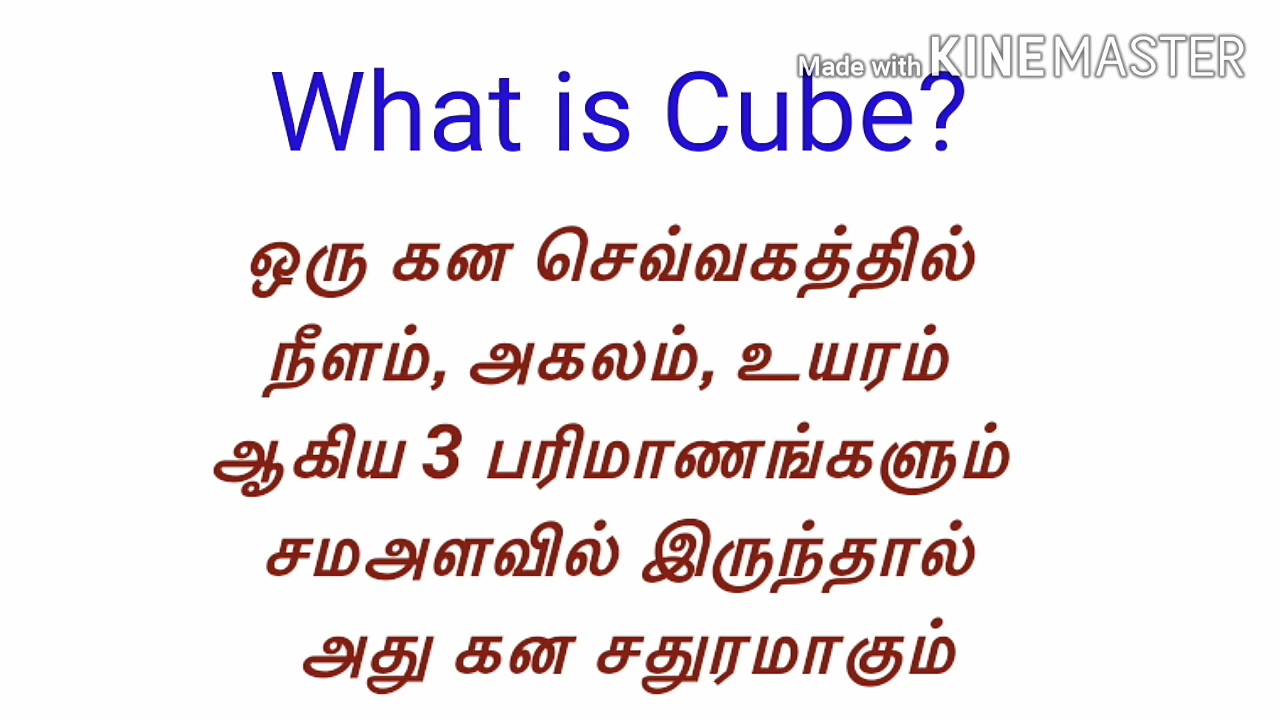 Made with KINEMASTER
What is Cube?
ஒரு கன செவ்வகத்தில்
நீளம், அகலம், உயரம்
ஆகிய 3 பரிமாணங்களும்
சமஅளவில் இருந்தால்
அது கன சதுரமாகும்